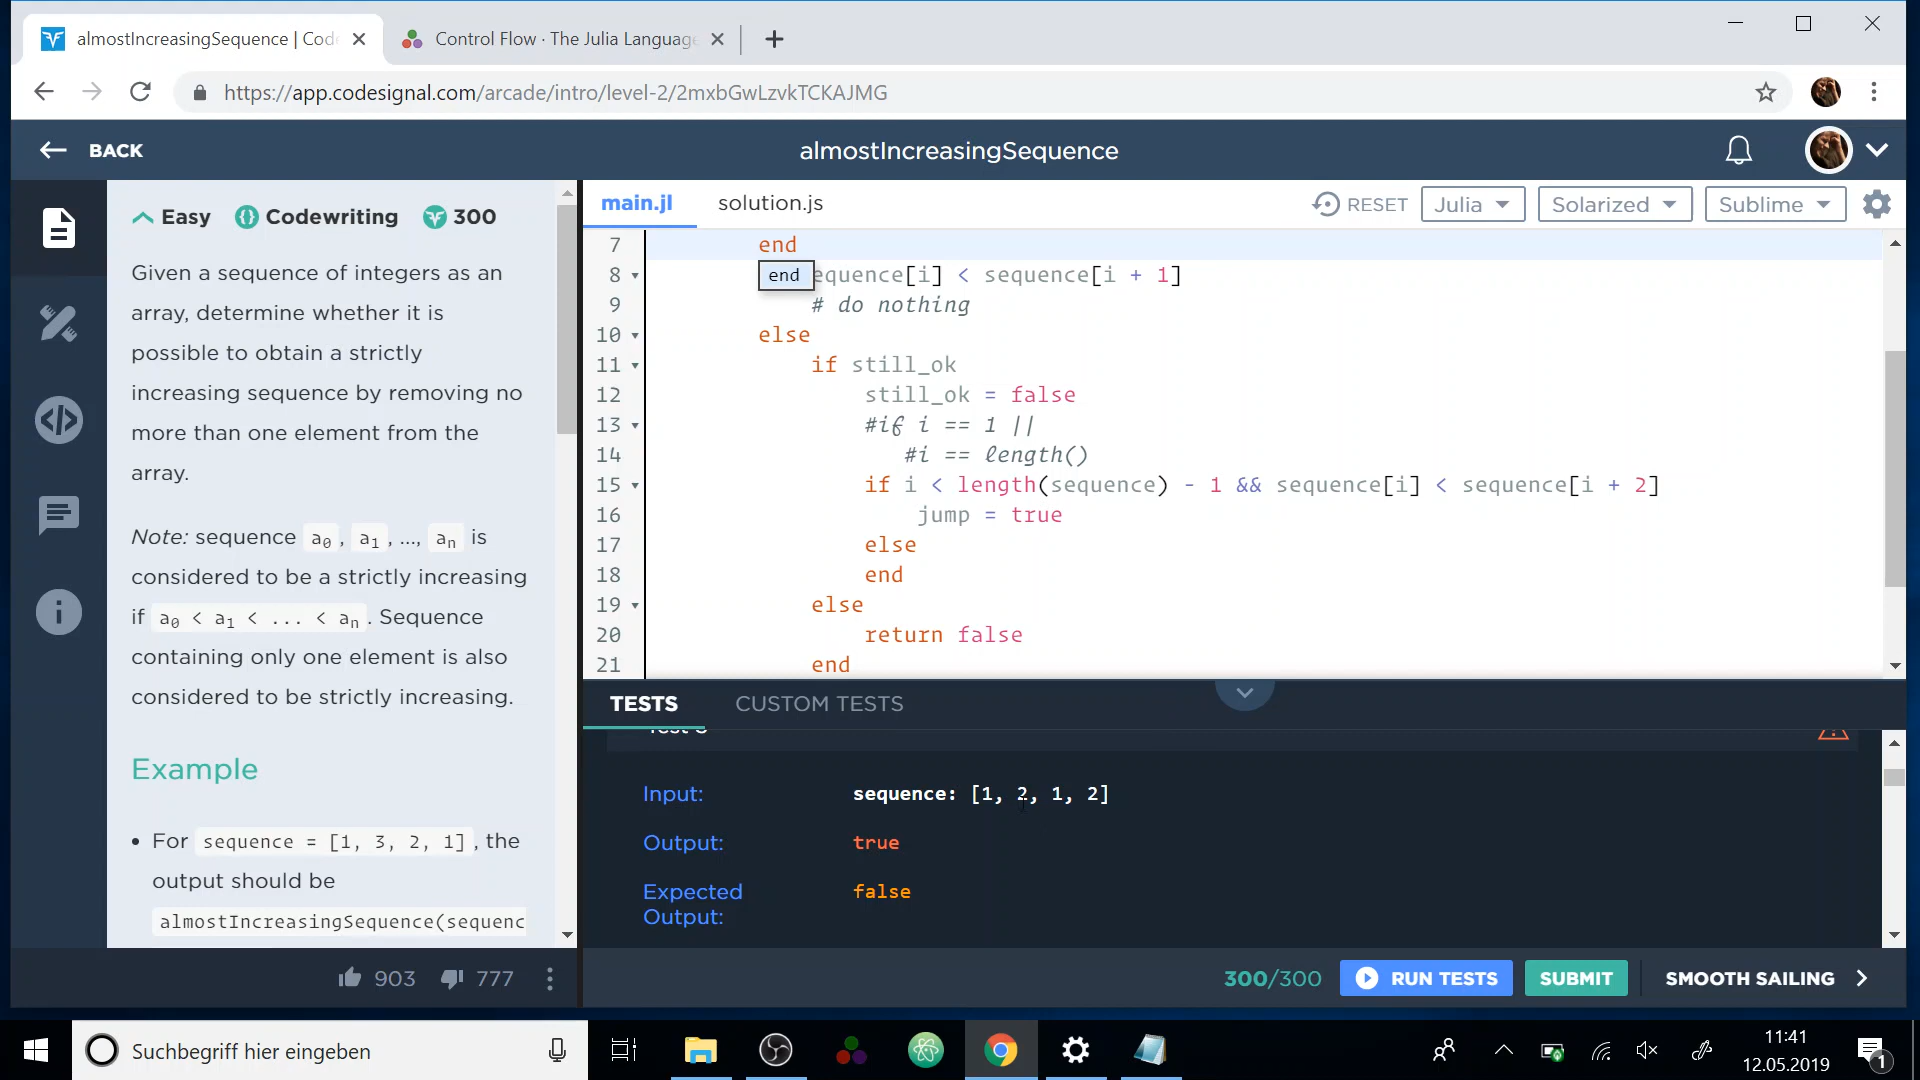 almostIncreasingSequence | Cod
Control Flow · The Julia Language
https://app.codesignal.com/arcade/intro/level-2/2mxbGwLzvkTCKAJMG
BACK
almostIncreasingSequence
Easy
Codewriting
300
Given a sequence of integers as an
array, determine whether it is
possible to obtain a strictly
increasing sequence by removing no
more than one element from the
array.
Note: sequence a0, a1, ..., an is
considered to be a strictly increasing
if a0 < a1 < ... < an. Sequence
containing only one element is also
considered to be strictly increasing.
Example
• For sequence = [1, 3, 2, 1], the
output should be
almostIncreasingSequence(sequenc
903
777
main.jl
solution.js
RESET
Julia
Solarized
Sublime
7 end
end
8 equence[i] < sequence[i + 1]
9 # do nothing
10 else
11 if still_ok
12 still_ok = false
13 #if i == 1 ||
14 #i == length()
15 if i < length(sequence) - 1 && sequence[i] < sequence[i + 2]
16 jump = true
17 else
18 end
19 else
20 return false
21 end
TESTS
CUSTOM TESTS
Input: sequence: [1, 2, 1, 2]
Output: true
Expected false
Output:
300/300
RUN TESTS
SUBMIT
SMOOTH SAILING
Suchbegriff hier eingeben
11:41
12.05.2019
1